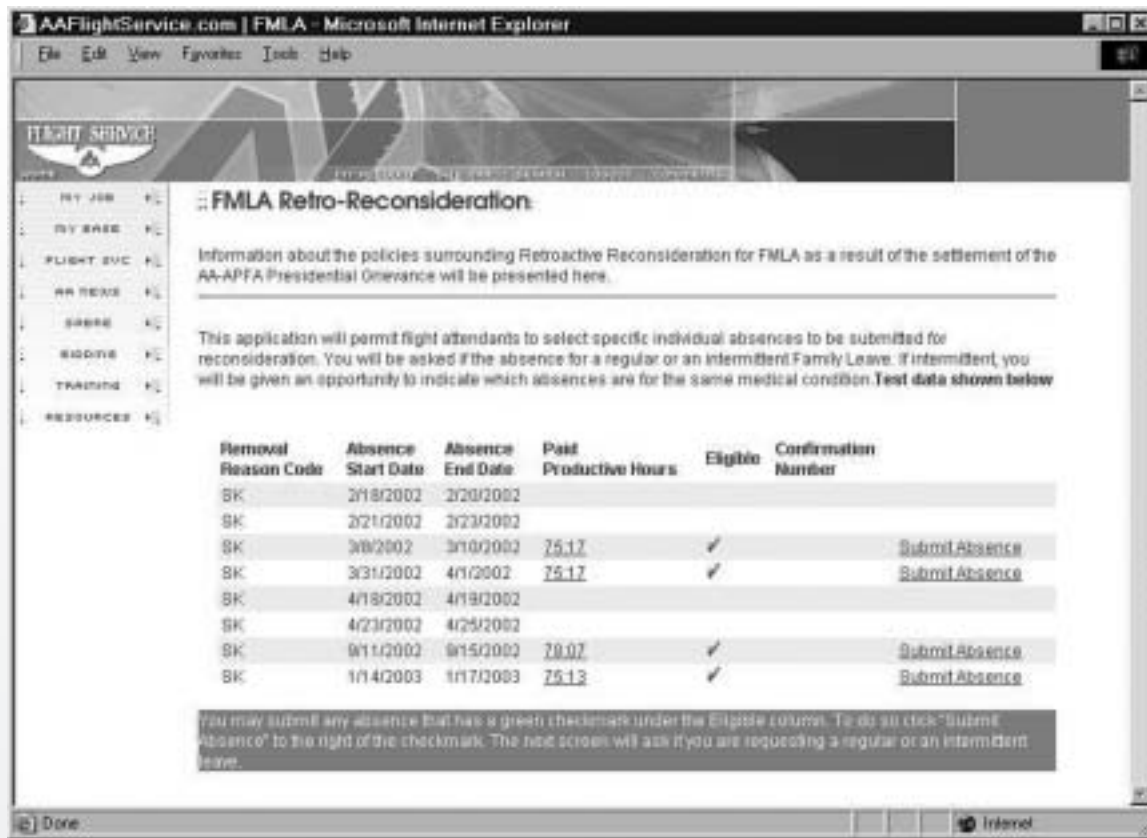 AAFlightService.com | FMLA - Microsoft Internet Explorer
File Edit View Favorites Tools Help
FLIGHT SERVICE
MY JOB
MY BASE
FLIGHT SVC
AA NEWS
SABRE
BIDDING
TRAINING
RESOURCES
:: FMLA Retro-Reconsideration:
Information about the policies surrounding Retroactive Reconsideration for FMLA as a result of the settlement of the
AA-APFA Presidential Grievance will be presented here.
This application will permit flight attendants to select specific individual absences to be submitted for
reconsideration. You will be asked if the absence for a regular or an intermittent Family Leave. If intermittent, you
will be given an opportunity to indicate which absences are for the same medical condition. Test data shown below
Removal Reason Code Absence Start Date Absence End Date Paid Productive Hours Eligible Confirmation Number
SK 2/18/2002 2/20/2002
SK 2/21/2002 2/23/2002
SK 3/8/2002 3/10/2002 75:17 ✓ Submit Absence
SK 3/31/2002 4/1/2002 75:17 ✓ Submit Absence
SK 4/18/2002 4/19/2002
SK 4/23/2002 4/25/2002
SK 9/11/2002 9/15/2002 78:07 ✓ Submit Absence
SK 1/14/2003 1/17/2003 75:13 ✓ Submit Absence
You may submit any absence that has a green checkmark under the Eligible column. To do so click "Submit
Absence" to the right of the checkmark. The next screen will ask if you are requesting a regular or an intermittent
leave.
Done Internet